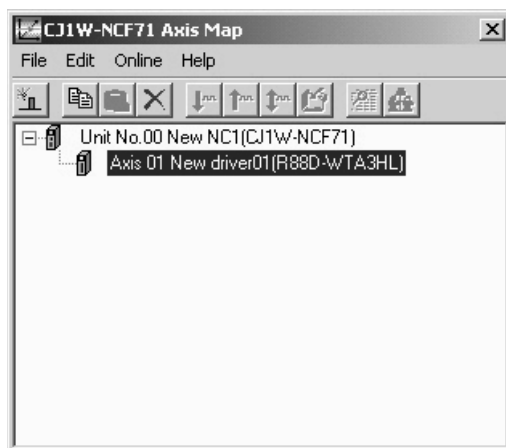 CJ1W-NCF71 Axis Map
File Edit Online Help
Unit No.00 New NC1(CJ1W-NCF71)
Axis 01 New driver01(R88D-WTA3HL)